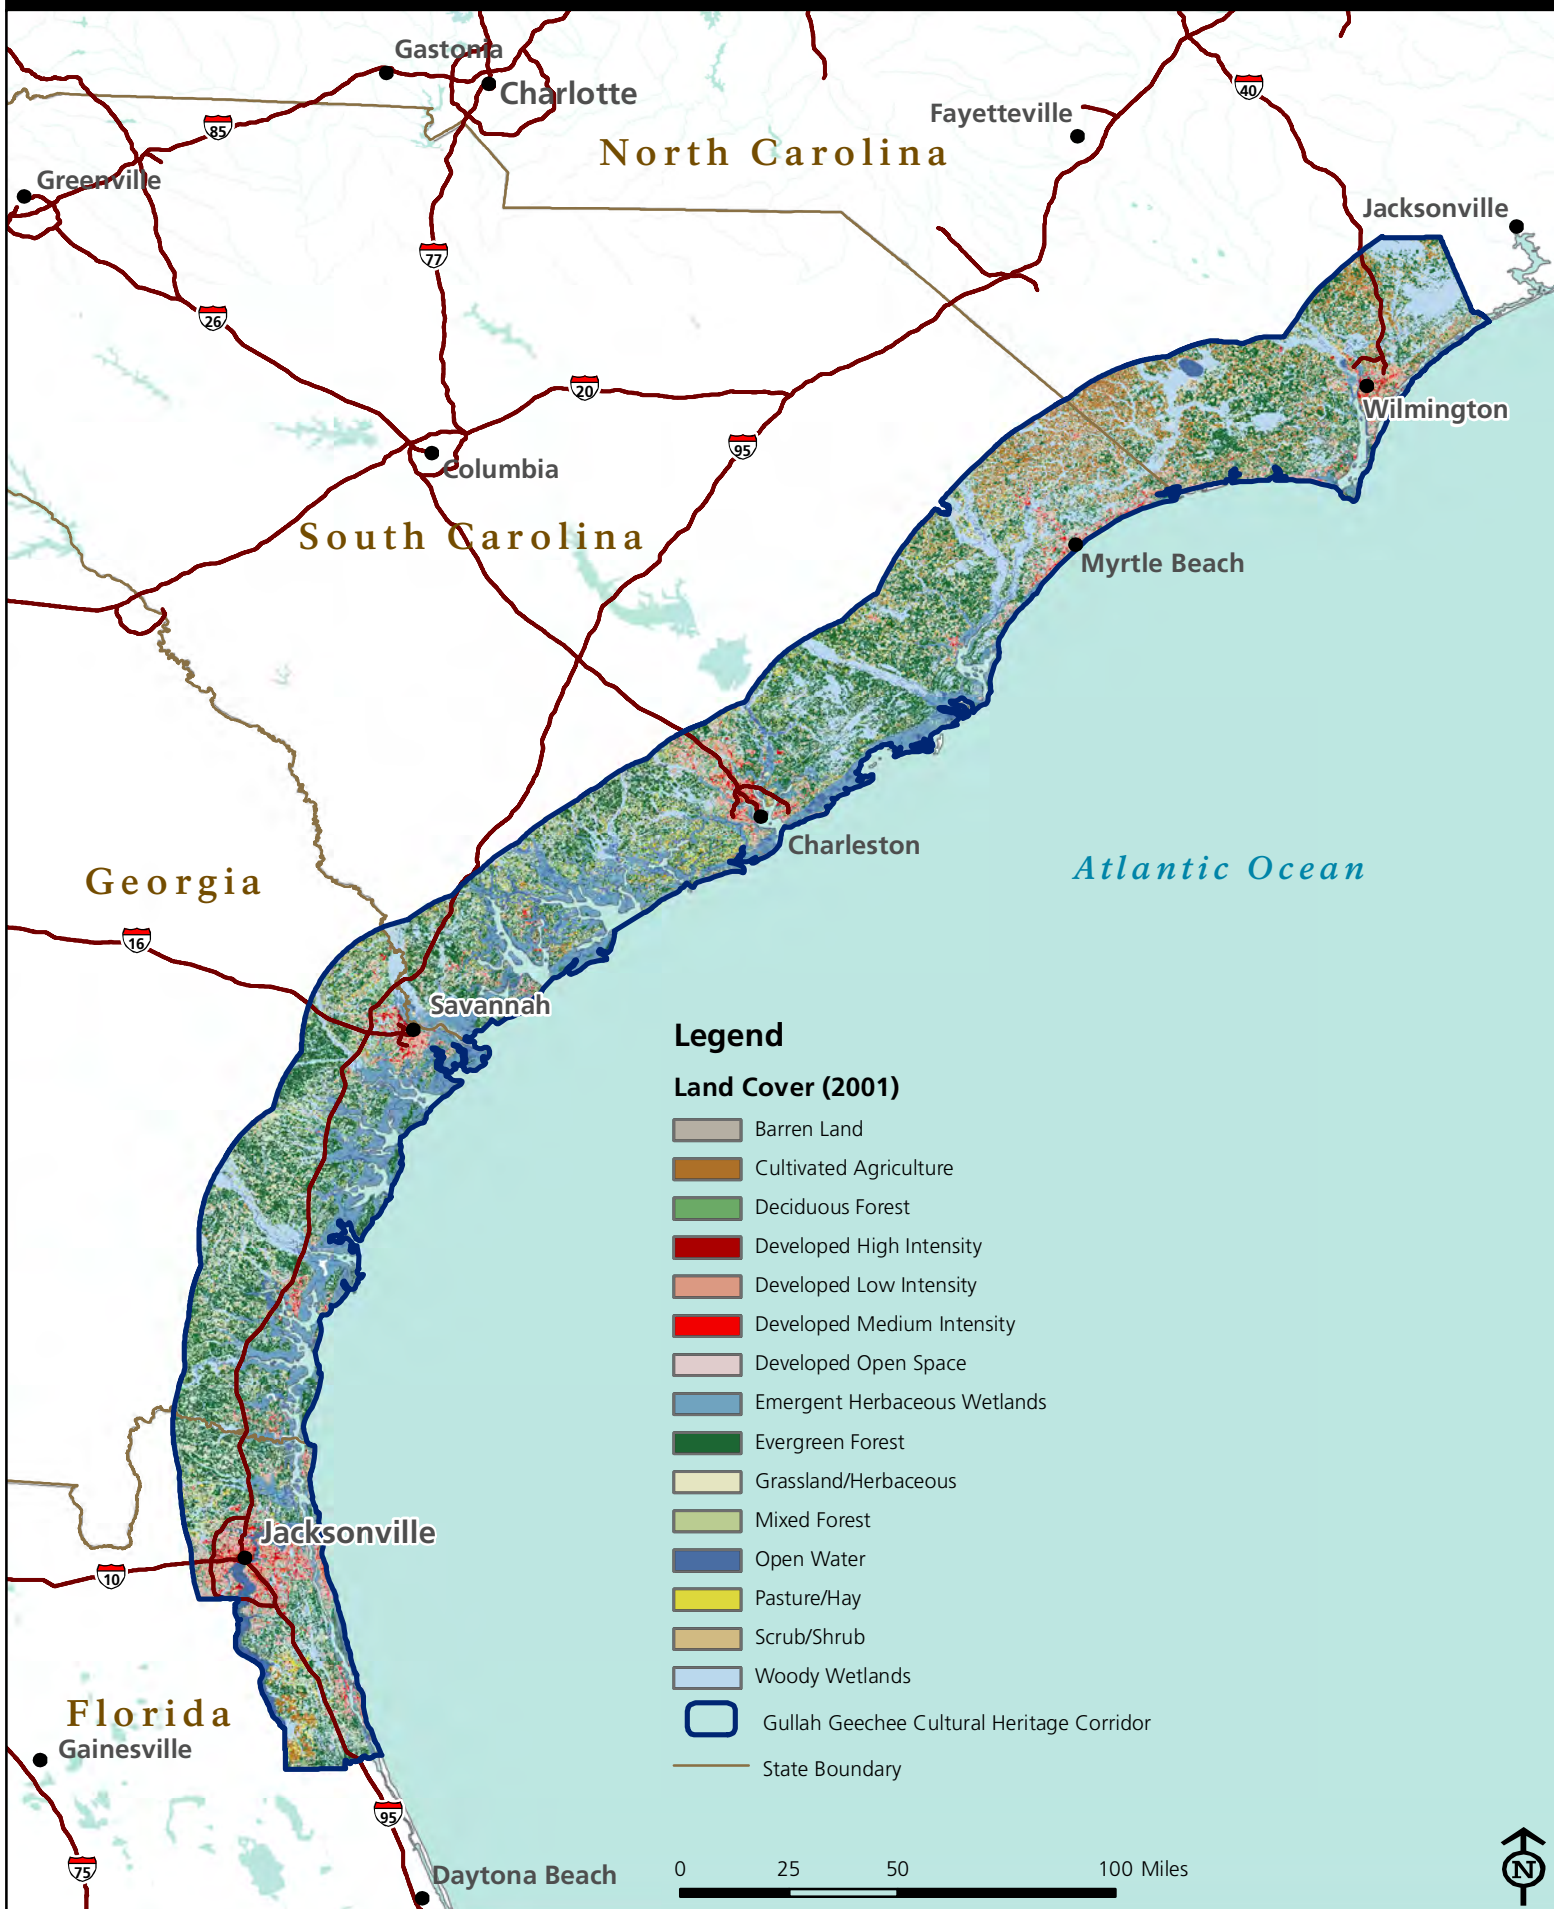 Gastonia
Charlotte
Fayetteville
40
85
North Carolina
Greenville
Jacksonville
77
26
20
Wilmington
95
Columbia
South Carolina
Myrtle Beach
Charleston
Atlantic Ocean
Georgia
16
Savannah
Legend
Land Cover (2001)
Barren Land
Cultivated Agriculture
Deciduous Forest
Developed High Intensity
Developed Low Intensity
Developed Medium Intensity
Developed Open Space
Emergent Herbaceous Wetlands
Evergreen Forest
Grassland/Herbaceous
Mixed Forest
Open Water
Pasture/Hay
Scrub/Shrub
Woody Wetlands
Gullah Geechee Cultural Heritage Corridor
State Boundary
Jacksonville
10
Florida
Gainesville
95
75
Daytona Beach
0 25 50 100 Miles
N